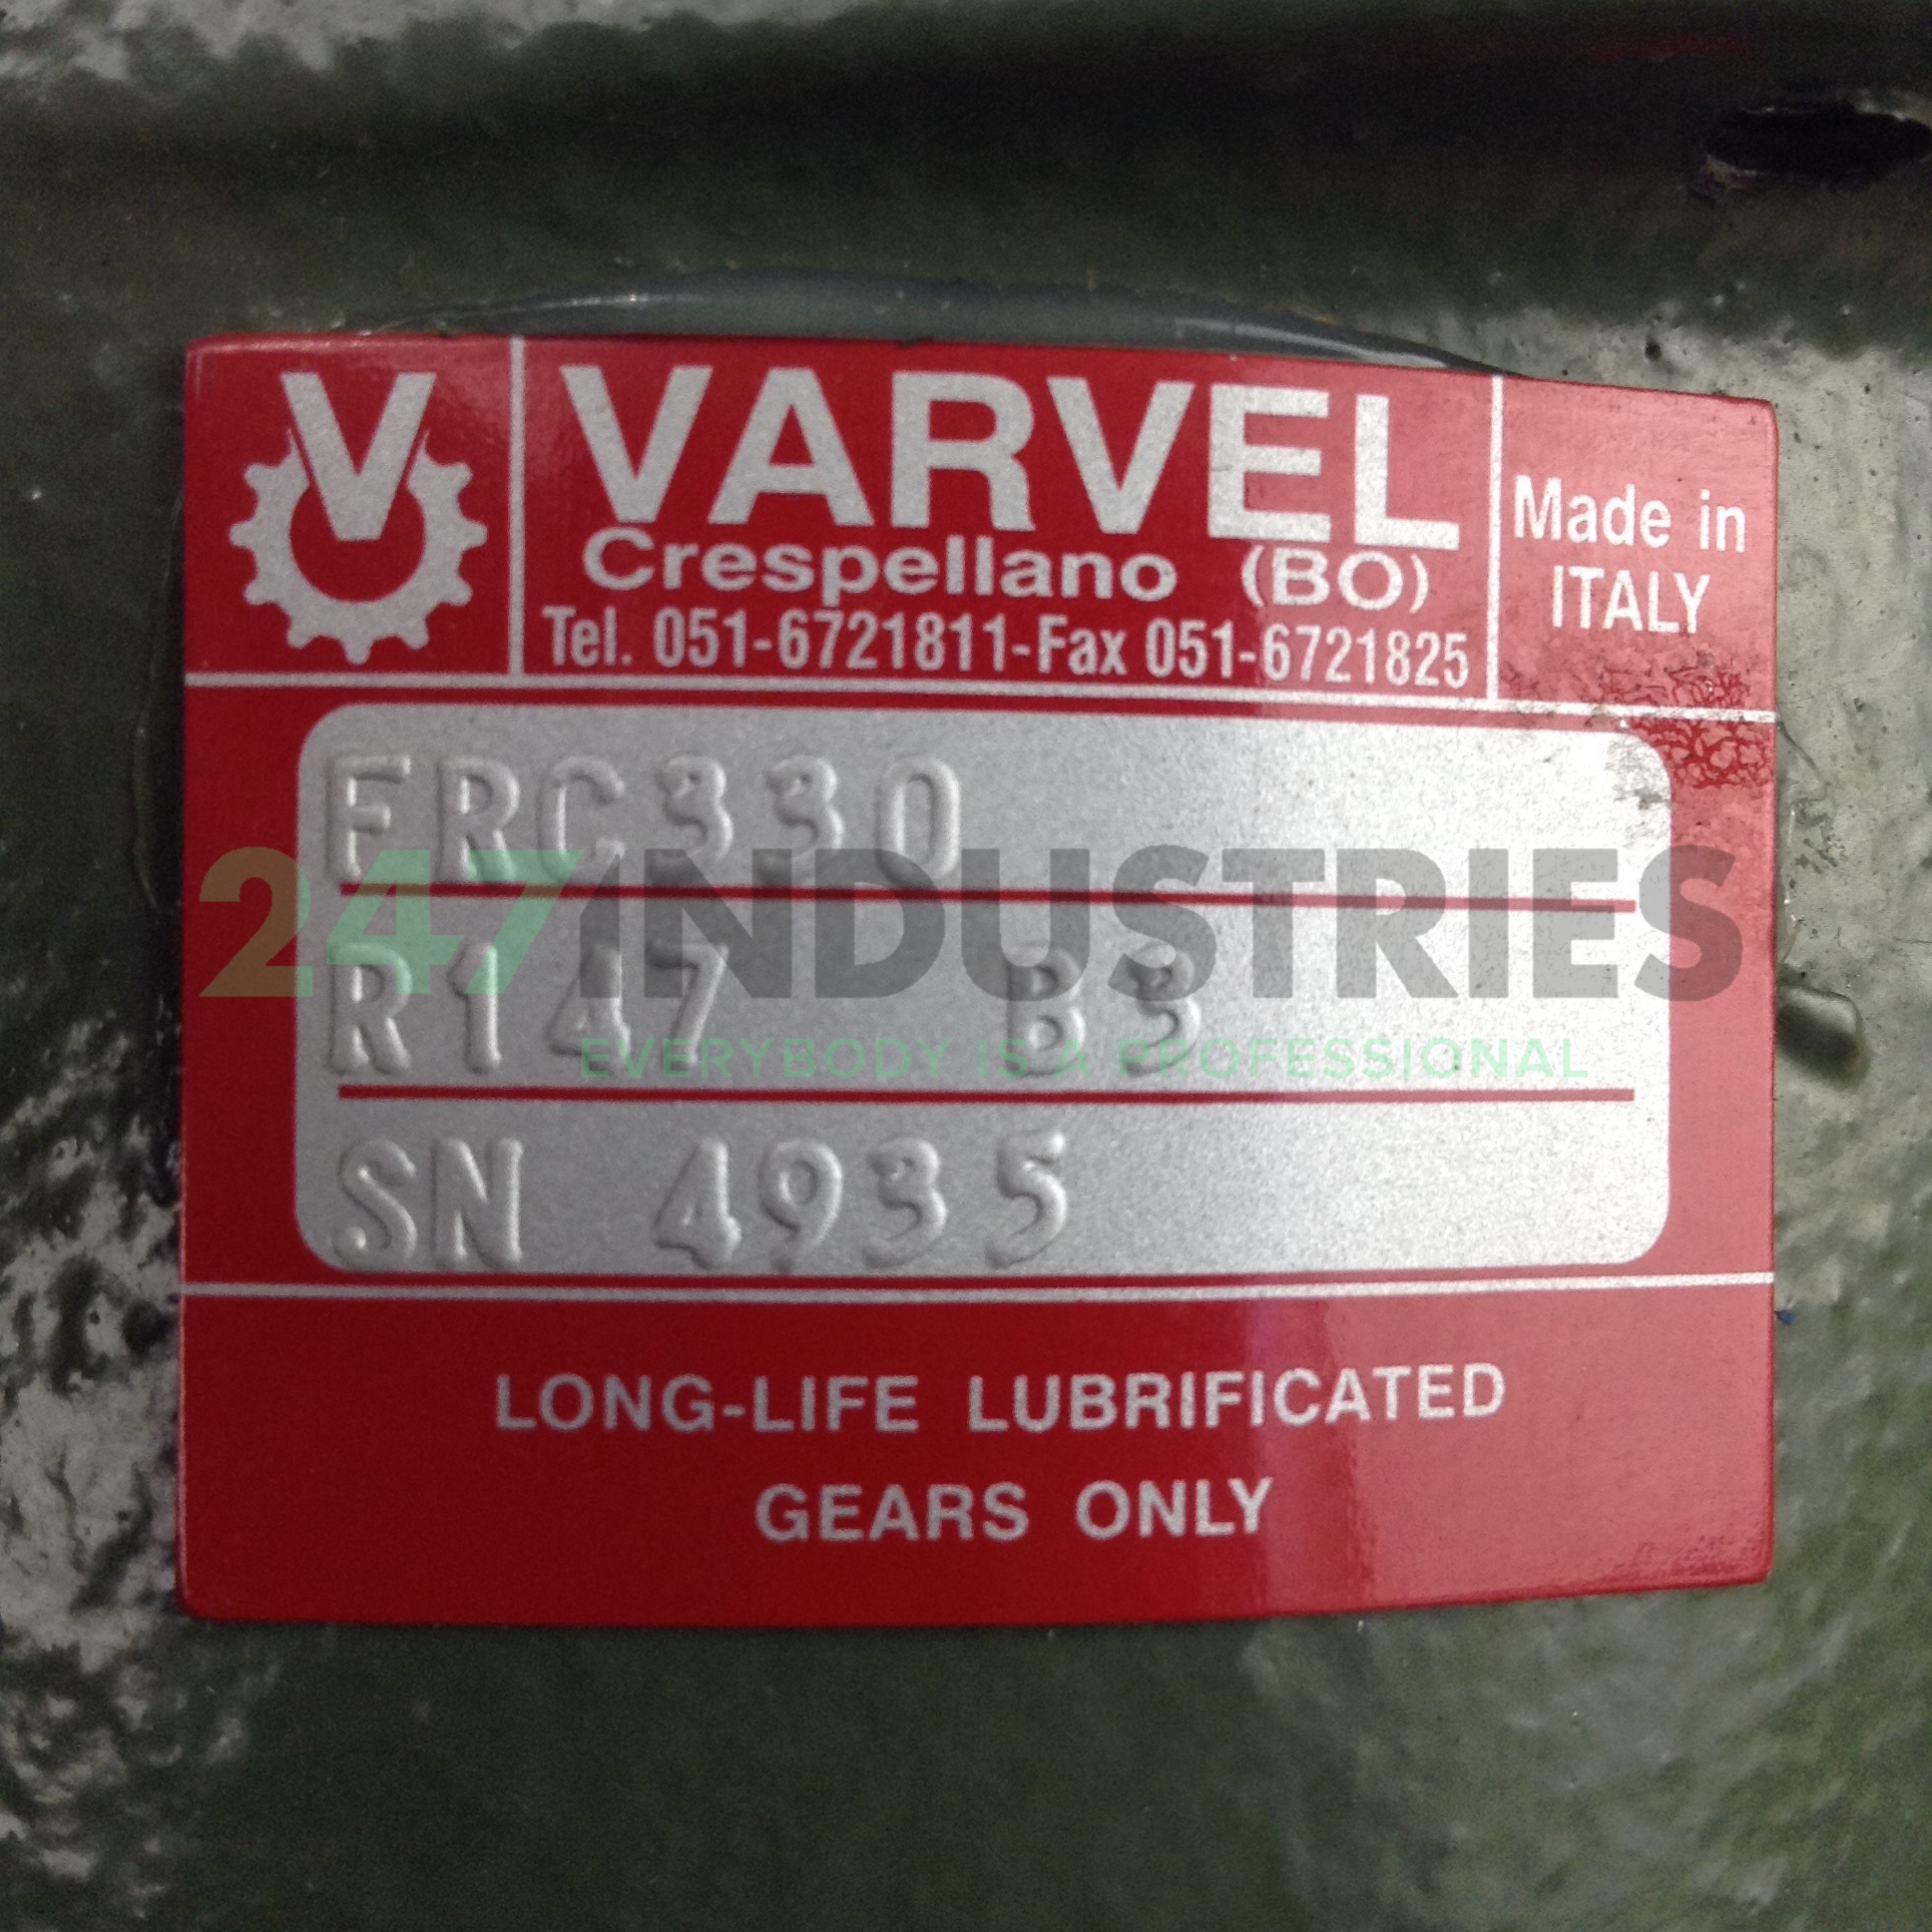 V
VARVEL
Crespellano (BO)
Tel. 051-6721811-Fax 051-6721825
Made in
ITALY
FRC330
247INDUSTRIES
R147 B3
EVERYBODY IS A PROFESSIONAL
SN 4935
LONG-LIFE LUBRIFICATED
GEARS ONLY